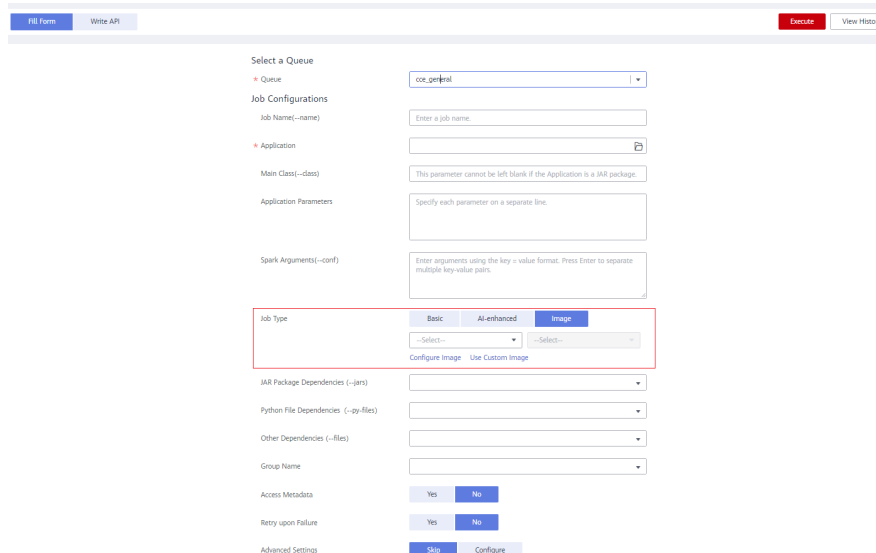 Fill Form Write API Execute View Histo
Select a Queue
* Queue cce_general
Job Configurations
Job Name(--name) Enter a job name.
* Application
Main Class(--class) This parameter cannot be left blank if the Application is a JAR package.
Application Parameters Specify each parameter on a separate line.
Spark Arguments(--conf) Enter arguments using the key = value format. Press Enter to separate
multiple key-value pairs.
Job Type Basic AI-enhanced Image
--Select-- --Select--
Configure Image Use Custom Image
JAR Package Dependencies (--jars)
Python File Dependencies (--py-files)
Other Dependencies (--files)
Group Name
Access Metadata Yes No
Retry upon Failure Yes No
Advanced Settings Skip Configure